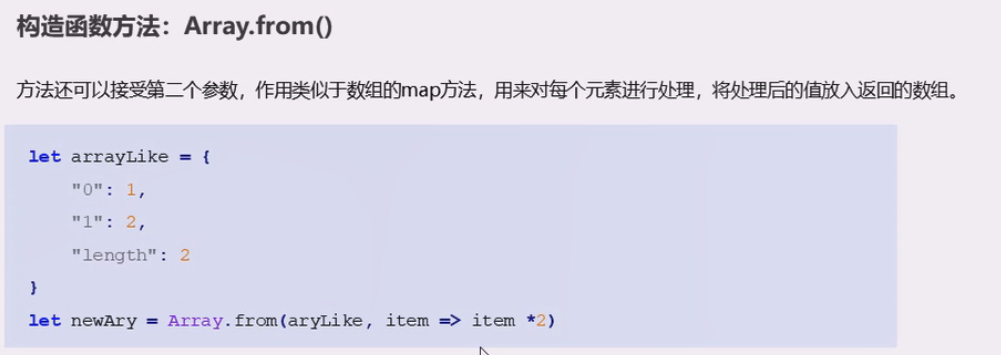 构造函数方法：Array.from()
方法还可以接受第二个参数，作用类似于数组的map方法，用来对每个元素进行处理，将处理后的值放入返回的数组。
let arrayLike = {
"0": 1,
"1": 2,
"length": 2
}
let newAry = Array.from(aryLike, item => item *2)